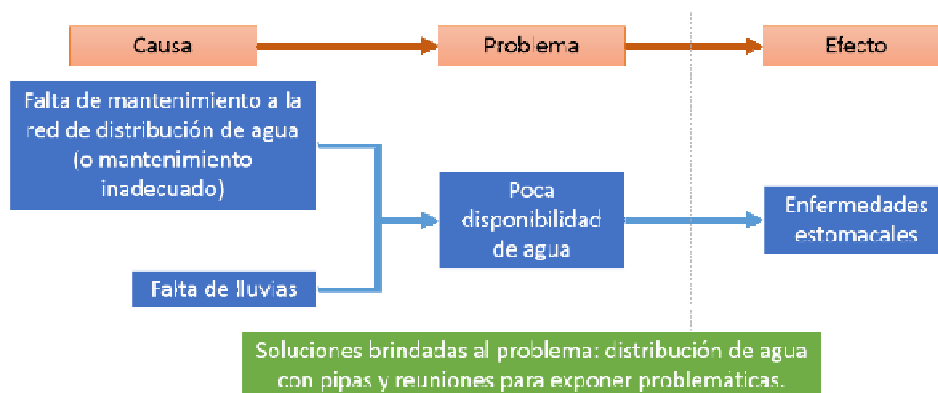 Causa
Problema
Efecto
Falta de mantenimiento a la
red de distribución de agua
(o mantenimiento
inadecuado)
Falta de lluvias
Poca
disponibilidad
de agua
Enfermedades
estomacales
Soluciones brindadas al problema: distribución de agua
con pipas y reuniones para exponer problemáticas.